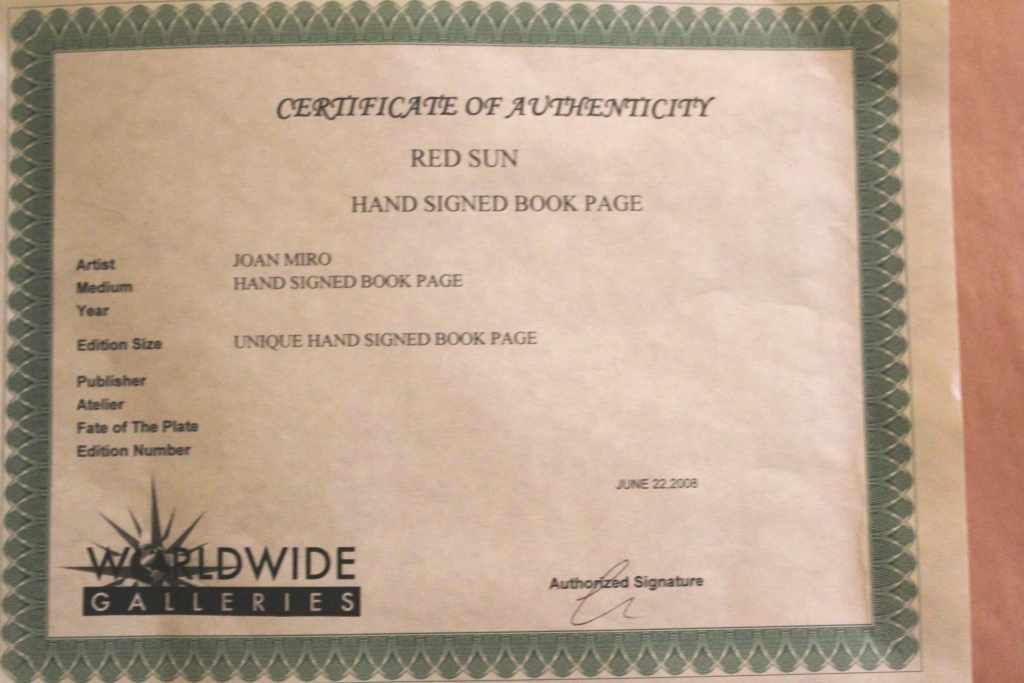 CERTIFICATE OF AUTHENTICITY
RED SUN
HAND SIGNED BOOK PAGE
Artist JOAN MIRO
Medium HAND SIGNED BOOK PAGE
Year
Edition Size UNIQUE HAND SIGNED BOOK PAGE
Publisher
Atelier
Fate of The Plate
Edition Number
JUNE 22,2008
WORLDWIDE
GALLERIES
Authorized Signature